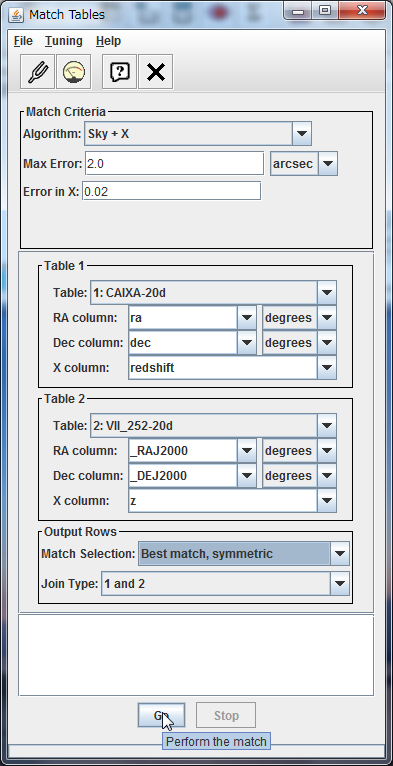 Match Tables
File Tuning Help
Match Criteria
Algorithm: Sky + X
Max Error: 2.0 arcsec
Error in X: 0.02
Table 1
Table: 1: CAIXA-20d
RA column: ra degrees
Dec column: dec degrees
X column: redshift
Table 2
Table: 2: VII_252-20d
RA column: _RAJ2000 degrees
Dec column: _DEJ2000 degrees
X column: z
Output Rows
Match Selection: Best match, symmetric
Join Type: 1 and 2
Go Stop
Perform the match